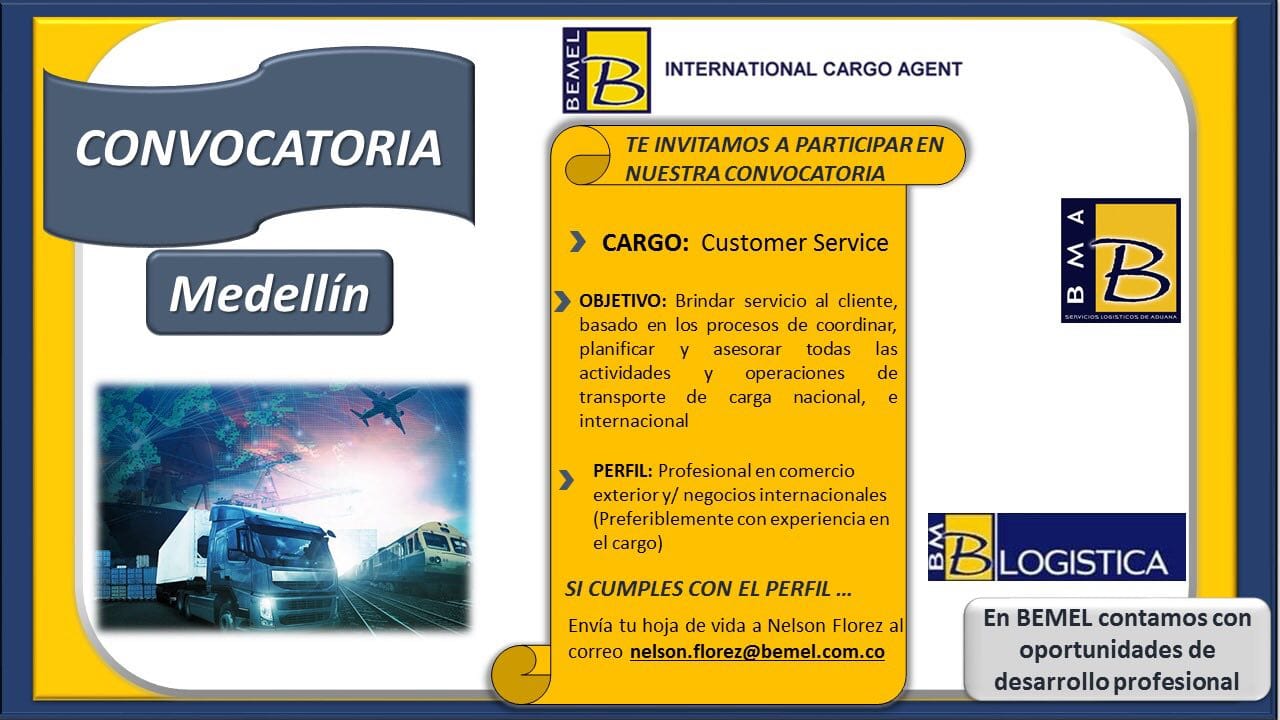 CONVOCATORIA
Medellín
BEMEL
B
INTERNATIONAL CARGO AGENT
TE INVITAMOS A PARTICIPAR EN
NUESTRA CONVOCATORIA
CARGO: Customer Service
OBJETIVO: Brindar servicio al cliente,
basado en los procesos de coordinar,
planificar y asesorar todas las
actividades y operaciones de
transporte de carga nacional, e
internacional
PERFIL: Profesional en comercio
exterior y/ negocios internacionales
(Preferiblemente con experiencia en
el cargo)
SI CUMPLES CON EL PERFIL ...
Envía tu hoja de vida a Nelson Florez al
correo nelson.florez@bemel.com.co
BMA
B
SERVICIOS LOGISTICOS DE ADUANA
BM
B
LOGISTICA
En BEMEL contamos con
oportunidades de
desarrollo profesional